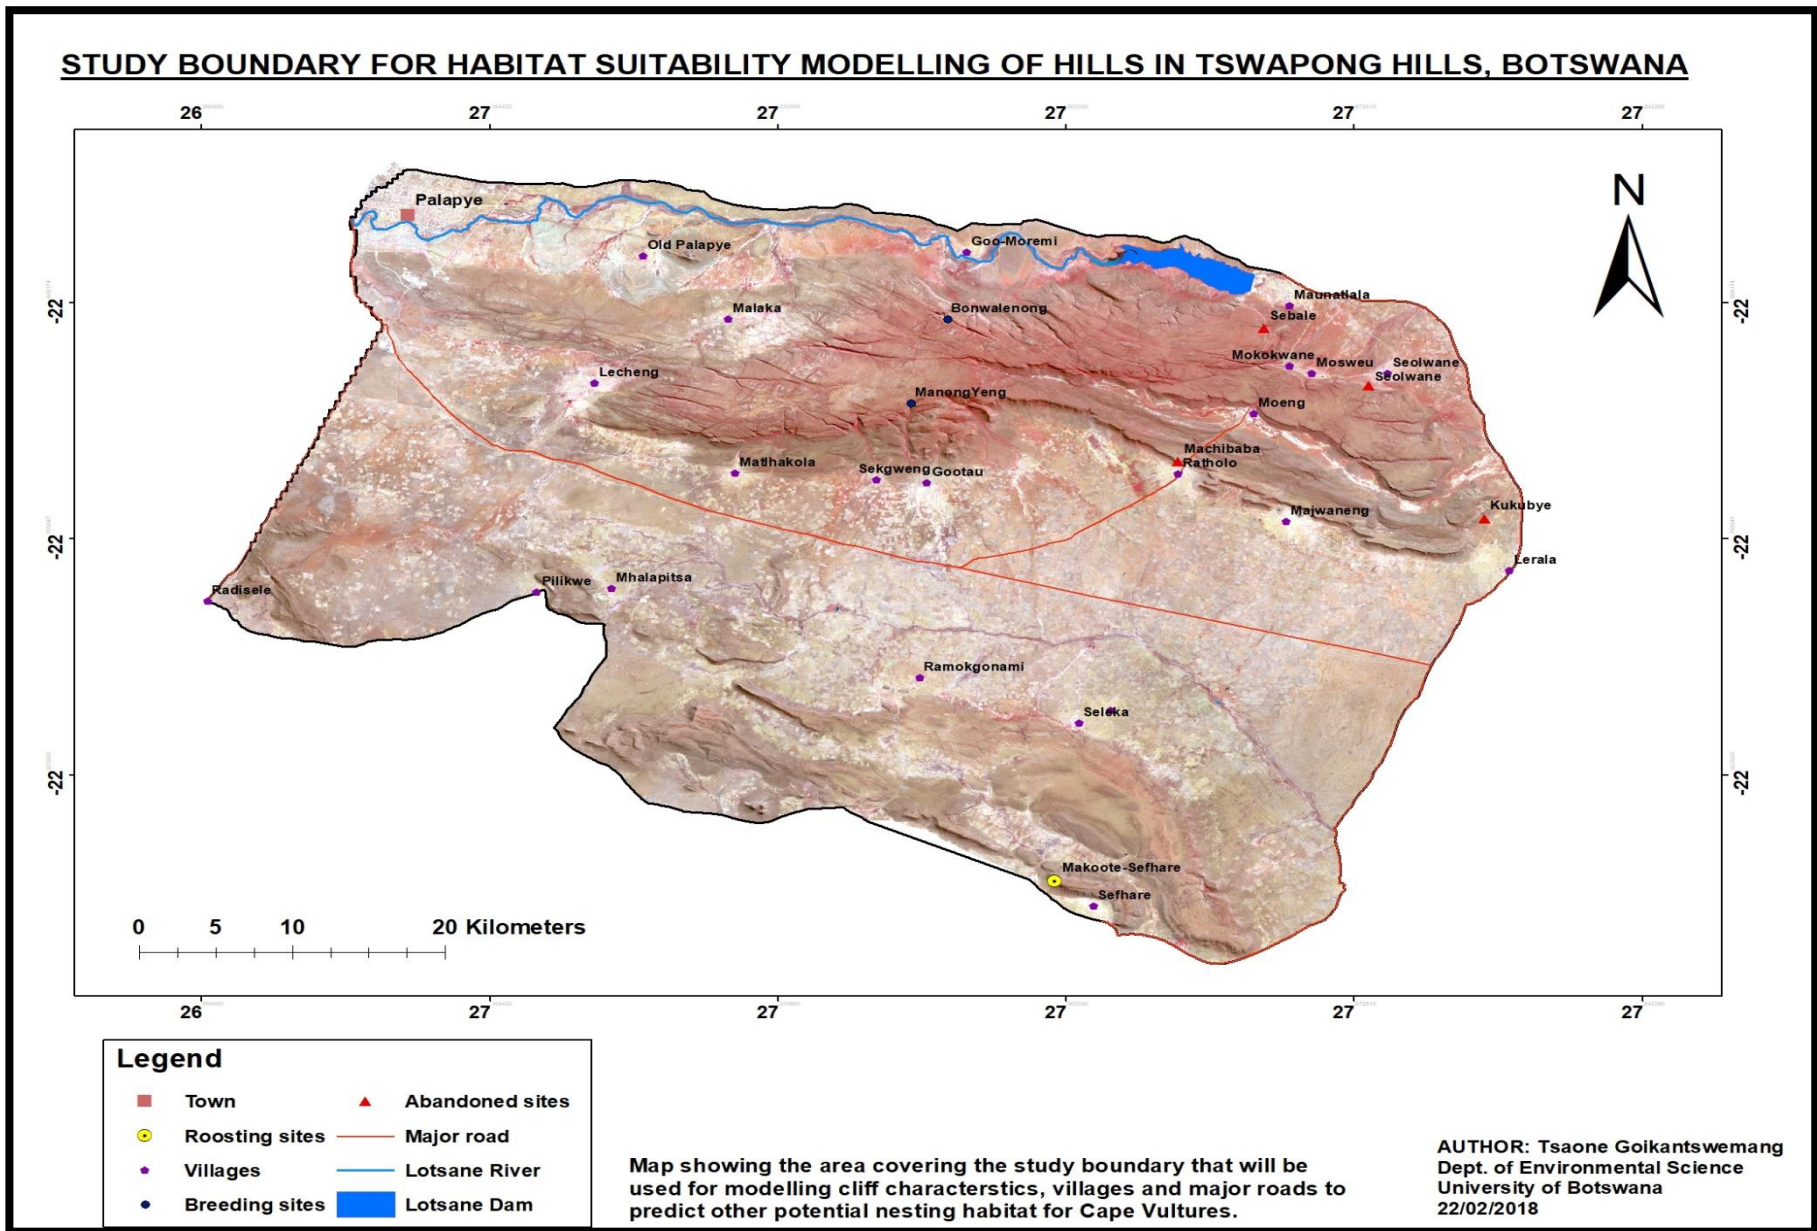 STUDY BOUNDARY FOR HABITAT SUITABILITY MODELLING OF HILLS IN TSWAPONG HILLS, BOTSWANA
26 27 27 27 27 27
N
Palapye
Old Palapye
Goo-Moremi
-22
-22
Maunatlala
Malaka
Bonwalenong
Sebale
Mokokwane
Mosweu
Seolwane
Seolwane
Lecheng
ManongYeng
Moeng
Machibaba
Ratholo
Matlhakola
Sekgweng
Gootau
Majwaneng
Kukubye
-22
-22
Lerala
Radisele
Pilikwe
Mhalapitsa
Ramokgonami
Seleka
-22
-22
Makoote-Sefhare
Sefhare
0 5 10 20 Kilometers
26 27 27 27 27 27
Legend
Town
Abandoned sites
Roosting sites
Major road
Villages
Lotsane River
Breeding sites
Lotsane Dam
Map showing the area covering the study boundary that will be
used for modelling cliff characterstics, villages and major roads to
predict other potential nesting habitat for Cape Vultures.
AUTHOR: Tsaone Goikantswemang
Dept. of Environmental Science
University of Botswana
22/02/2018